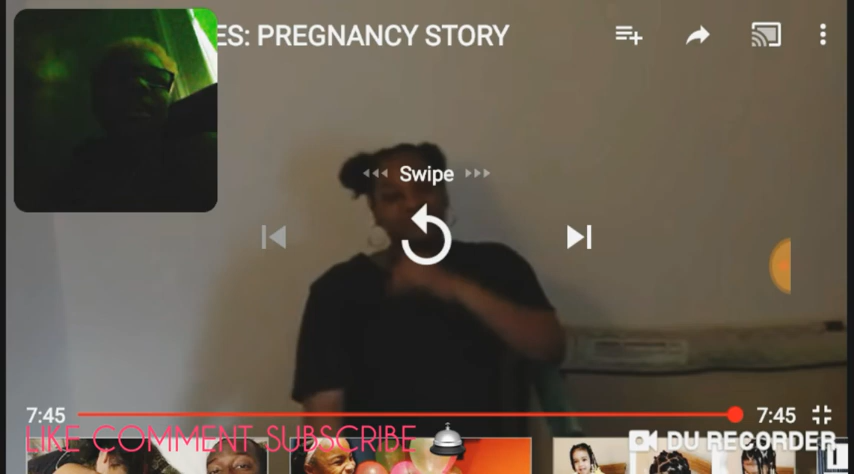 ES: PREGNANCY STORY
Swipe
7:45
7:45
LIKE COMMENT SUBSCRIBE
DU RECORDER